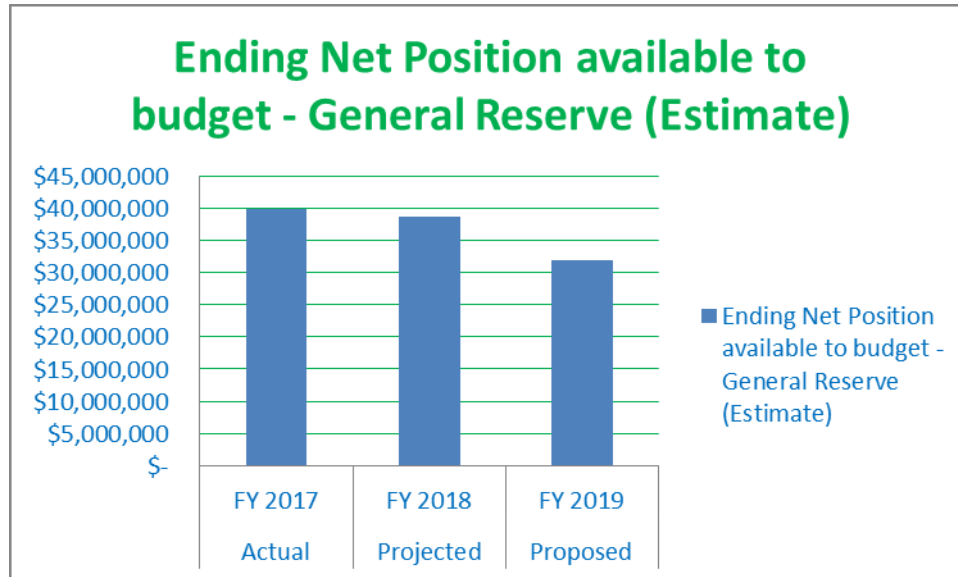 Ending Net Position available to
budget - General Reserve (Estimate)
$45,000,000
$40,000,000
$35,000,000
$30,000,000
$25,000,000
$20,000,000
$15,000,000
$10,000,000
$5,000,000
$-
FY 2017 FY 2018 FY 2019
Actual Projected Proposed
Ending Net Position
available to budget -
General Reserve
(Estimate)